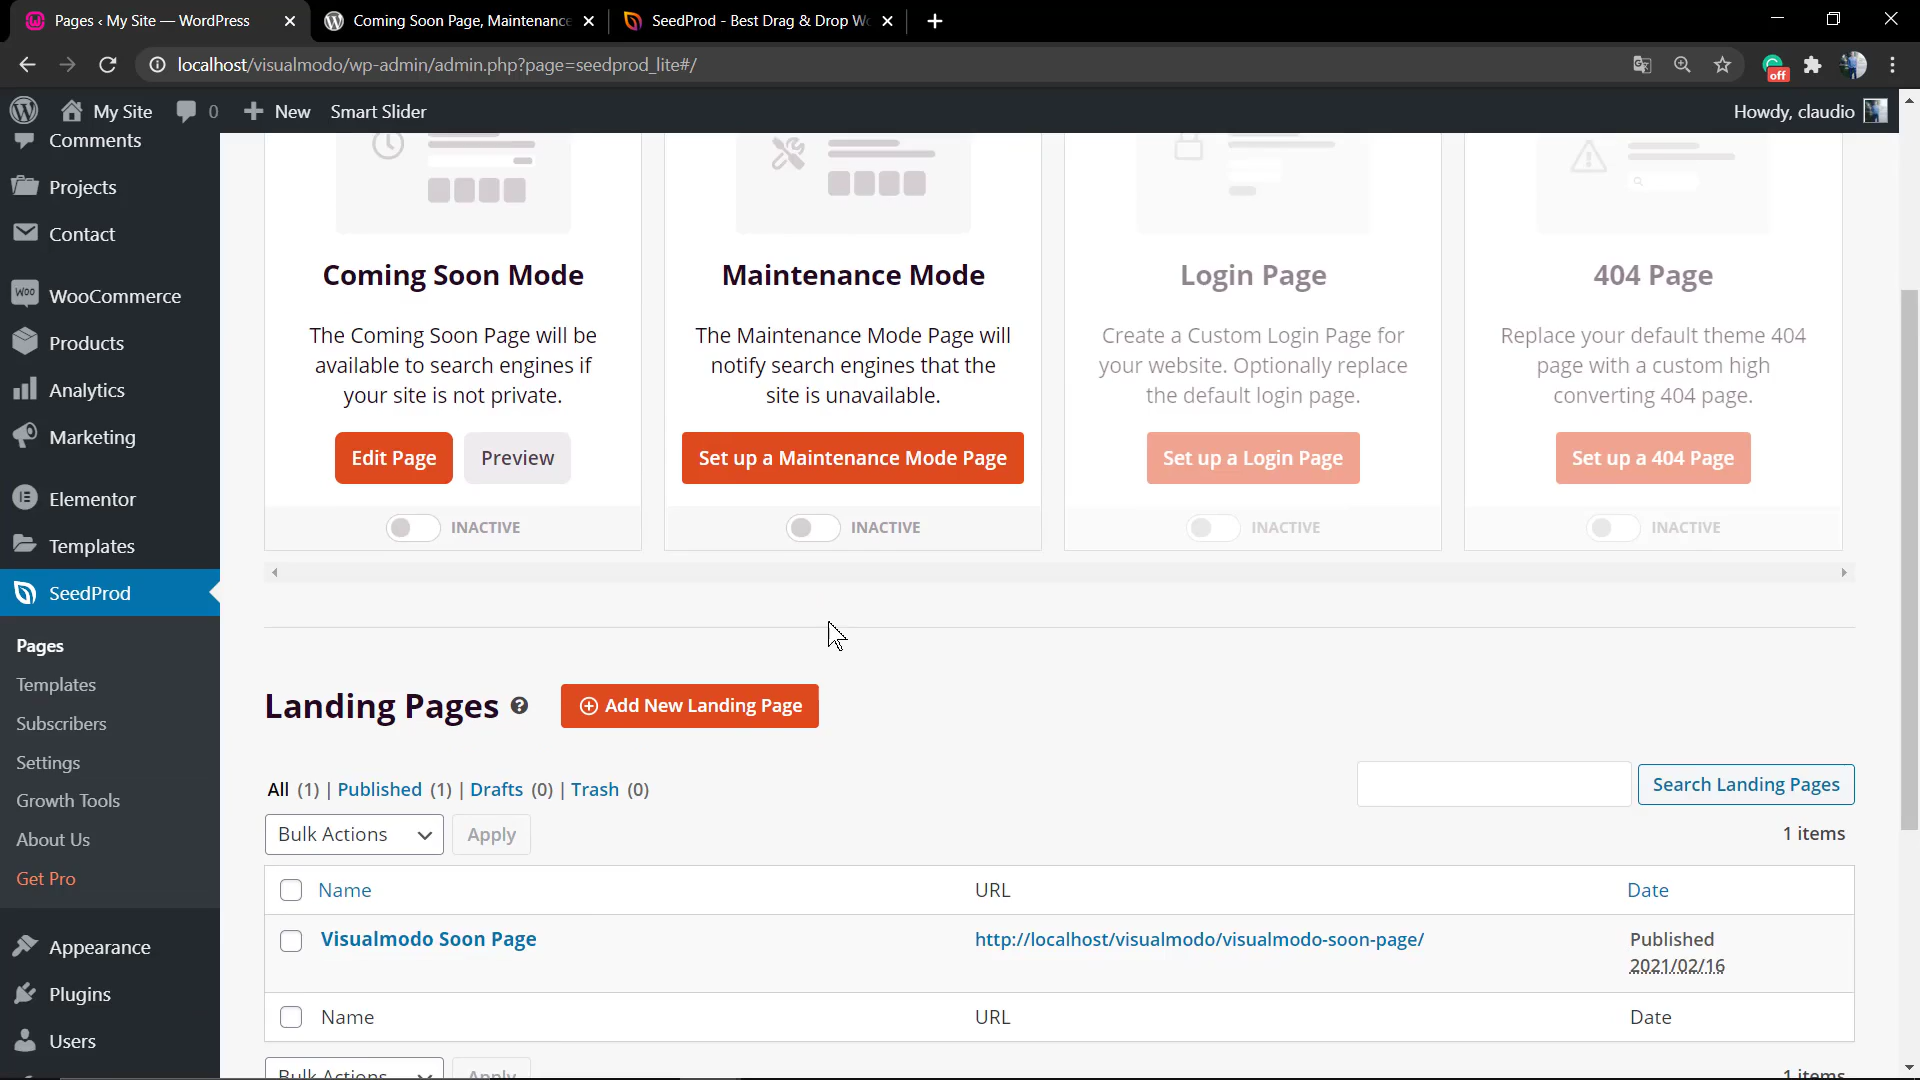 Pages ‹ My Site — WordPress
Coming Soon Page, Maintenance
SeedProd - Best Drag & Drop Wo
localhost/visualmodo/wp-admin/admin.php?page=seedprod_lite#/
off
My Site
0
New
Smart Slider
Howdy, claudio
Comments
Projects
Contact
WooCommerce
Products
Analytics
Marketing
Elementor
Templates
SeedProd
Pages
Templates
Subscribers
Settings
Growth Tools
About Us
Get Pro
Appearance
Plugins
Users
Coming Soon Mode
The Coming Soon Page will be
available to search engines if
your site is not private.
Edit Page
Preview
INACTIVE
Maintenance Mode
The Maintenance Mode Page will
notify search engines that the
site is unavailable.
Set up a Maintenance Mode Page
INACTIVE
Login Page
Create a Custom Login Page for
your website. Optionally replace
the default login page.
Set up a Login Page
INACTIVE
404 Page
Replace your default theme 404
page with a custom high
converting 404 page.
Set up a 404 Page
INACTIVE
Landing Pages
Add New Landing Page
All (1) | Published (1) | Drafts (0) | Trash (0)
Search Landing Pages
Bulk Actions
Apply
1 items
Name
URL
Date
Visualmodo Soon Page
http://localhost/visualmodo/visualmodo-soon-page/
Published
2021/02/16
Name
URL
Date
Bulk Actions
Apply
1 items